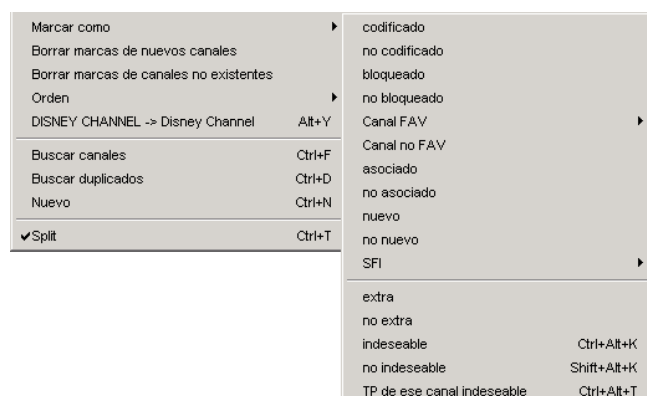 Marcar como
Borrar marcas de nuevos canales
Borrar marcas de canales no existentes
Orden
DISNEY CHANNEL -> Disney Channel Alt+Y
Buscar canales Ctrl+F
Buscar duplicados Ctrl+D
Nuevo Ctrl+N
Split Ctrl+T
codificado
no codificado
bloqueado
no bloqueado
Canal FAV
Canal no FAV
asociado
no asociado
nuevo
no nuevo
SFI
extra
no extra
indeseable Ctrl+Alt+K
no indeseable Shift+Alt+K
TP de ese canal indeseable Ctrl+Alt+T